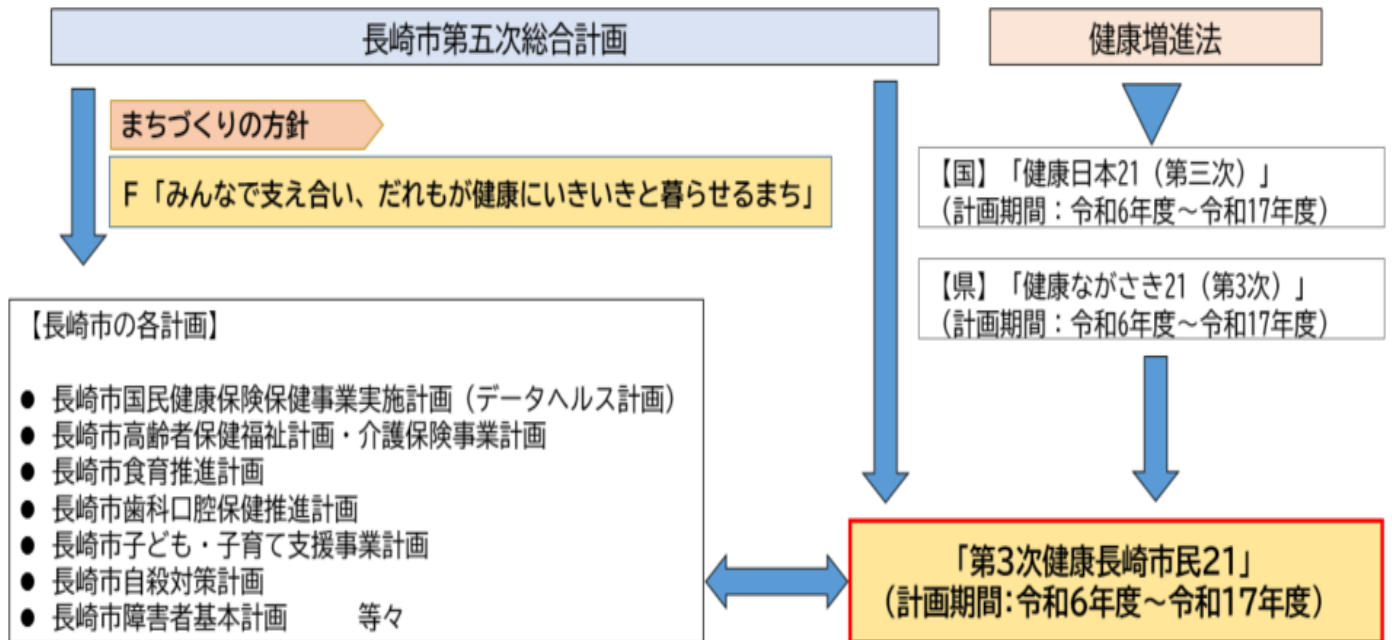 長崎市第五次総合計画
健康増進法
まちづくりの方針
F「みんなで支え合い、だれもが健康にいきいきと暮らせるまち」
【国】「健康日本21（第三次）」
（計画期間：令和6年度～令和17年度）
【県】「健康ながさき21（第3次）」
（計画期間：令和6年度～令和17年度）
【長崎市の各計画】
● 長崎市国民健康保険保健事業実施計画（データヘルス計画）
● 長崎市高齢者保健福祉計画・介護保険事業計画
● 長崎市食育推進計画
● 長崎市歯科口腔保健推進計画
● 長崎市子ども・子育て支援事業計画
● 長崎市自殺対策計画
● 長崎市障害者基本計画　　　等々
「第3次健康長崎市民21」
（計画期間：令和6年度～令和17年度）